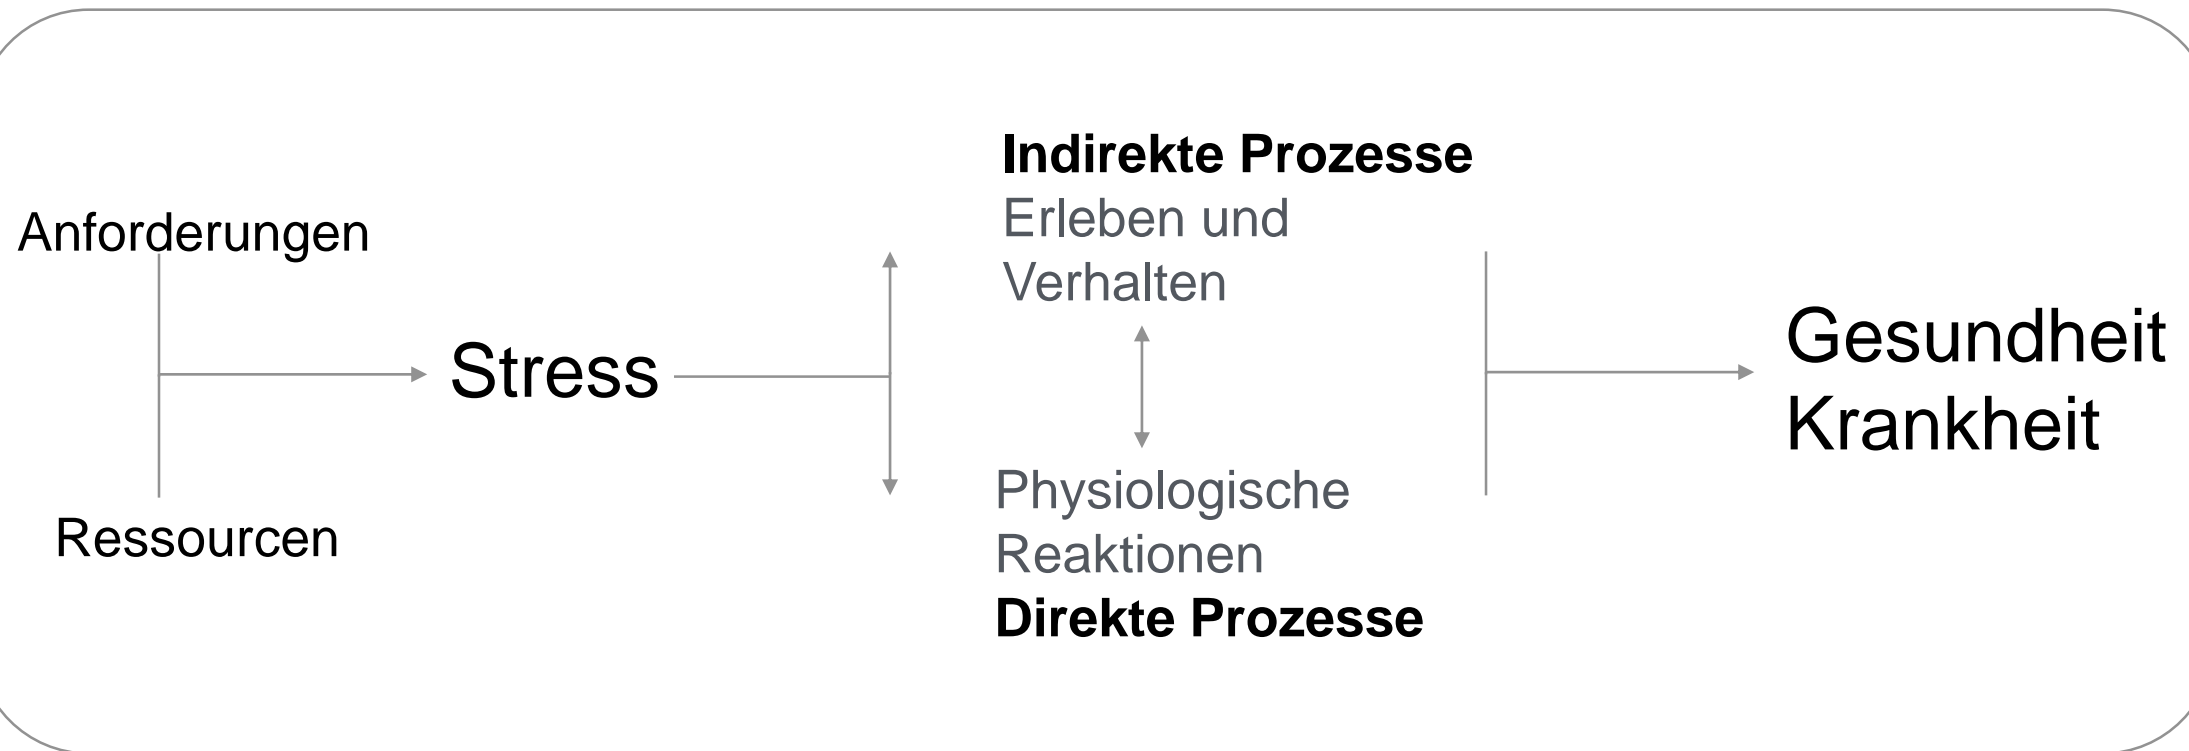 Anforderungen
Ressourcen
Stress
Indirekte Prozesse
Erleben und
Verhalten
Physiologische
Reaktionen
Direkte Prozesse
Gesundheit
Krankheit